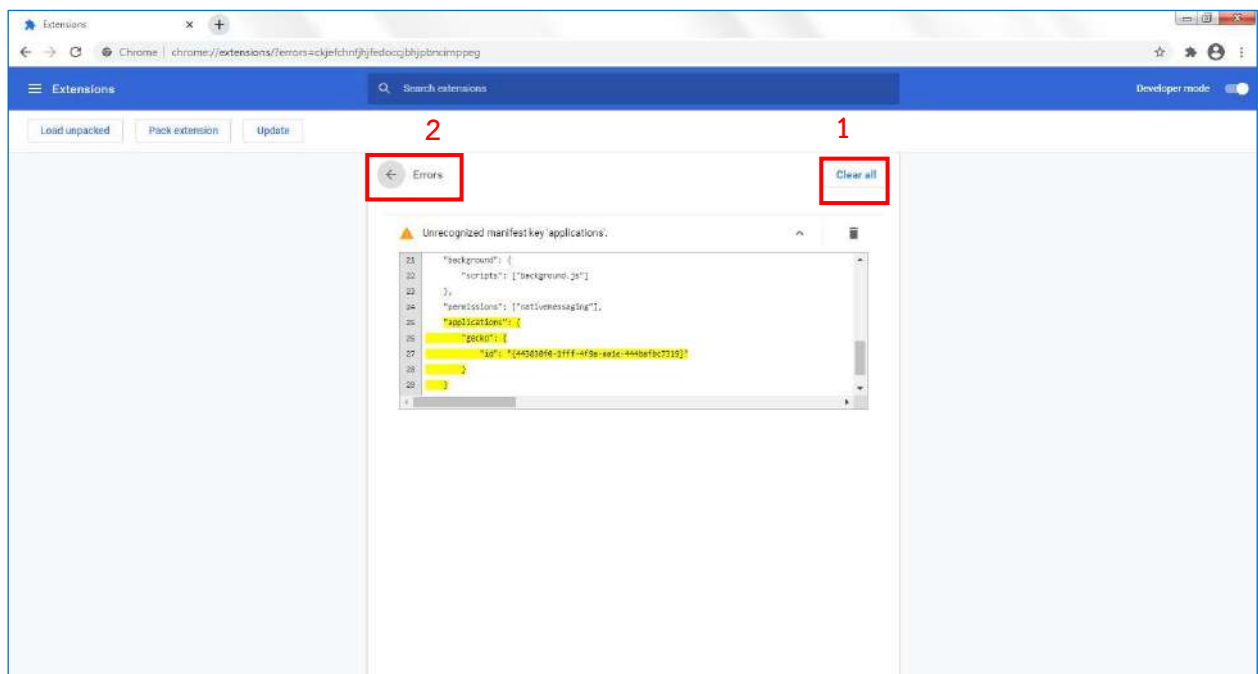 Extensions
Chrome | chrome://extensions/?errors=
Extensions
Search extensions
Developer mode
Load unpacked
Pack extension
Update
2
1
Errors
Clear all
Unrecognized manifest key 'applications'.
21 "background": {
22 "scripts": ["background.js"]
23 },
24 "permissions": ["nativeMessaging"],
25 "applications": {
26 "gecko": {
27 "id":
28 }
29 }